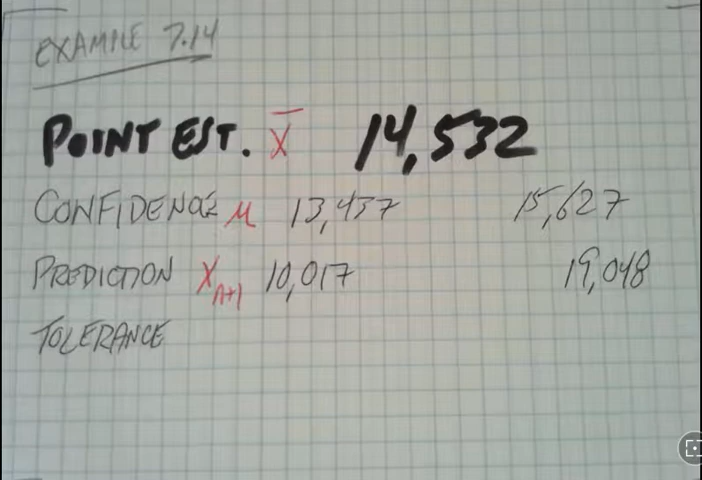 EXAMPLE 7.14
POINT EST. X̅ 14,532
CONFIDENCE μ 13,437 15,627
PREDICTION Xn+1 10,017 19,048
TOLERANCE